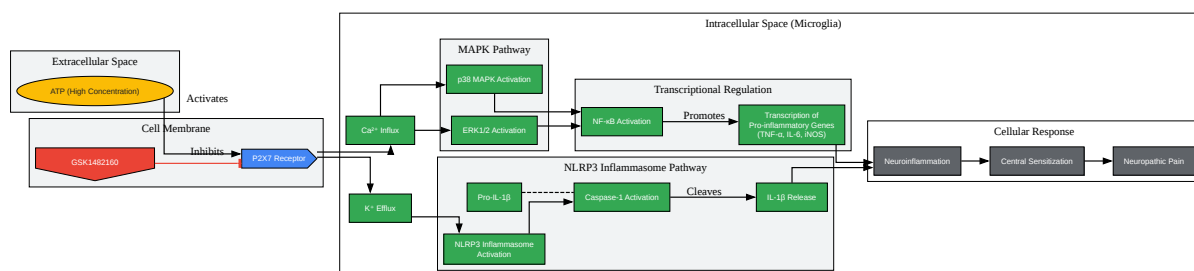 Intracellular Space (Microglia)
Extracellular Space
ATP (High Concentration)
Activates
Cell Membrane
GSK1482160
Inhibits
P2X7 Receptor
Ca²⁺ Influx
K⁺ Efflux
MAPK Pathway
p38 MAPK Activation
ERK1/2 Activation
Transcriptional Regulation
NF-κB Activation
Promotes
Transcription of
Pro-inflammatory Genes
(TNF-α, IL-6, iNOS)
NLRP3 Inflammasome Pathway
Pro-IL-1β
Caspase-1 Activation
Cleaves
IL-1β Release
NLRP3 Inflammasome
Activation
Cellular Response
Neuroinflammation
Central Sensitization
Neuropathic Pain